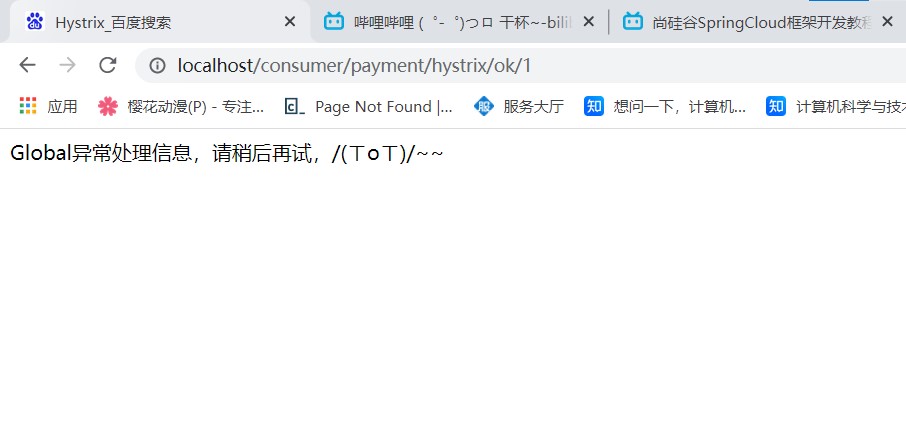 Hystrix_百度搜索
哔哩哔哩 (゜-゜)つロ 干杯~-bilil
尚硅谷SpringCloud框架开发教程
localhost/consumer/payment/hystrix/ok/1
应用
樱花动漫(P) - 专注...
Page Not Found |...
服务大厅
想问一下，计算机...
计算机科学与技术
Global异常处理信息，请稍后再试，/(ㄒoㄒ)/~~